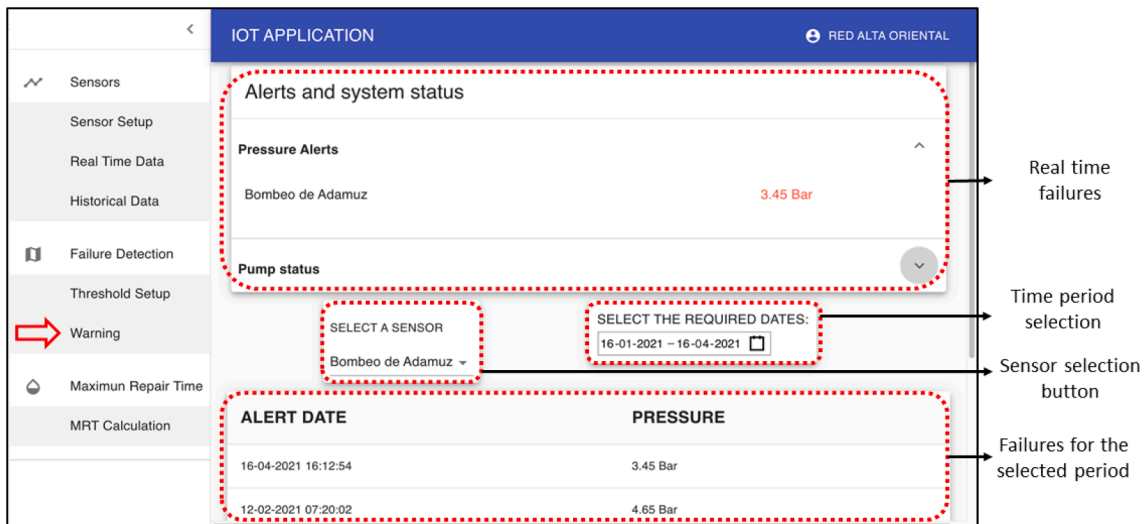 IOT APPLICATION
RED ALTA ORIENTAL
Sensors
Sensor Setup
Real Time Data
Historical Data
Failure Detection
Threshold Setup
Warning
Maximun Repair Time
MRT Calculation
Alerts and system status
Pressure Alerts
Bombeo de Adamuz
3.45 Bar
Pump status
SELECT A SENSOR
Bombeo de Adamuz
SELECT THE REQUIRED DATES:
16-01-2021 – 16-04-2021
ALERT DATE
PRESSURE
16-04-2021 16:12:54
3.45 Bar
12-02-2021 07:20:02
4.65 Bar
Real time
failures
Time period
selection
Sensor selection
button
Failures for the
selected period